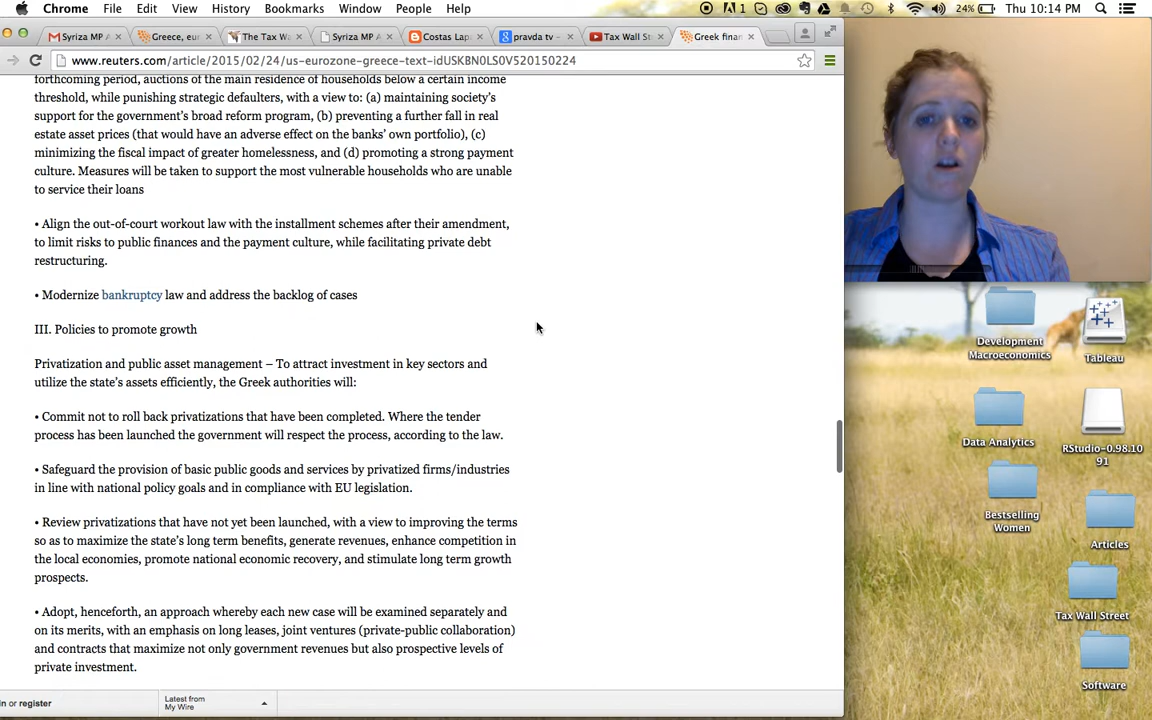 Chrome File Edit View History Bookmarks Window People Help
1 24% Thu 10:14 PM
Syriza MP A
Greece, eur
The Tax Wa
Syriza MP A
Costas Lap
pravda tv –
Tax Wall St
Greek finan
www.reuters.com/article/2015/02/24/us-eurozone-greece-text-idUSKBN0LS0V520150224
forthcoming period, auctions of the main residence of households below a certain income
threshold, while punishing strategic defaulters, with a view to: (a) maintaining society's
support for the government's broad reform program, (b) preventing a further fall in real
estate asset prices (that would have an adverse effect on the banks' own portfolio), (c)
minimizing the fiscal impact of greater homelessness, and (d) promoting a strong payment
culture. Measures will be taken to support the most vulnerable households who are unable
to service their loans
• Align the out-of-court workout law with the installment schemes after their amendment,
to limit risks to public finances and the payment culture, while facilitating private debt
restructuring.
• Modernize bankruptcy law and address the backlog of cases
III. Policies to promote growth
Privatization and public asset management – To attract investment in key sectors and
utilize the state's assets efficiently, the Greek authorities will:
• Commit not to roll back privatizations that have been completed. Where the tender
process has been launched the government will respect the process, according to the law.
• Safeguard the provision of basic public goods and services by privatized firms/industries
in line with national policy goals and in compliance with EU legislation.
• Review privatizations that have not yet been launched, with a view to improving the terms
so as to maximize the state's long term benefits, generate revenues, enhance competition in
the local economies, promote national economic recovery, and stimulate long term growth
prospects.
• Adopt, henceforth, an approach whereby each new case will be examined separately and
on its merits, with an emphasis on long leases, joint ventures (private-public collaboration)
and contracts that maximize not only government revenues but also prospective levels of
private investment.
in or register
Latest from
My Wire
Development
Macroeconomics
Tableau
Data Analytics
RStudio-0.98.10
91
Bestselling
Women
Articles
Tax Wall Street
Software